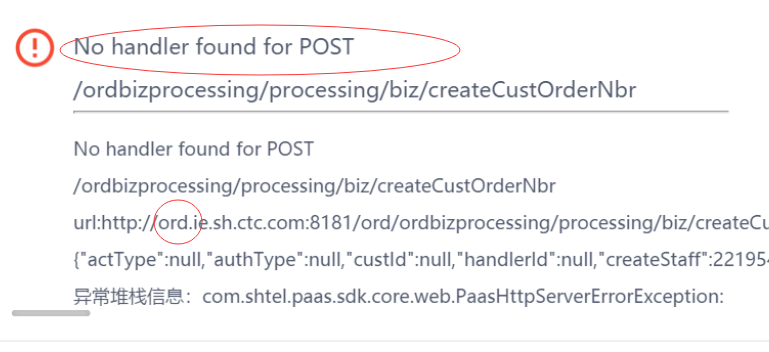 No handler found for POST
/ordbizprocessing/processing/biz/createCustOrderNbr
No handler found for POST
/ordbizprocessing/processing/biz/createCustOrderNbr
url:http://ord.ie.sh.ctc.com:8181/ord/ordbizprocessing/processing/biz/createCu
{"actType":null,"authType":null,"custId":null,"handlerId":null,"createStaff":221954
异常堆栈信息：com.shtel.paas.sdk.core.web.PaasHttpServerErrorException: